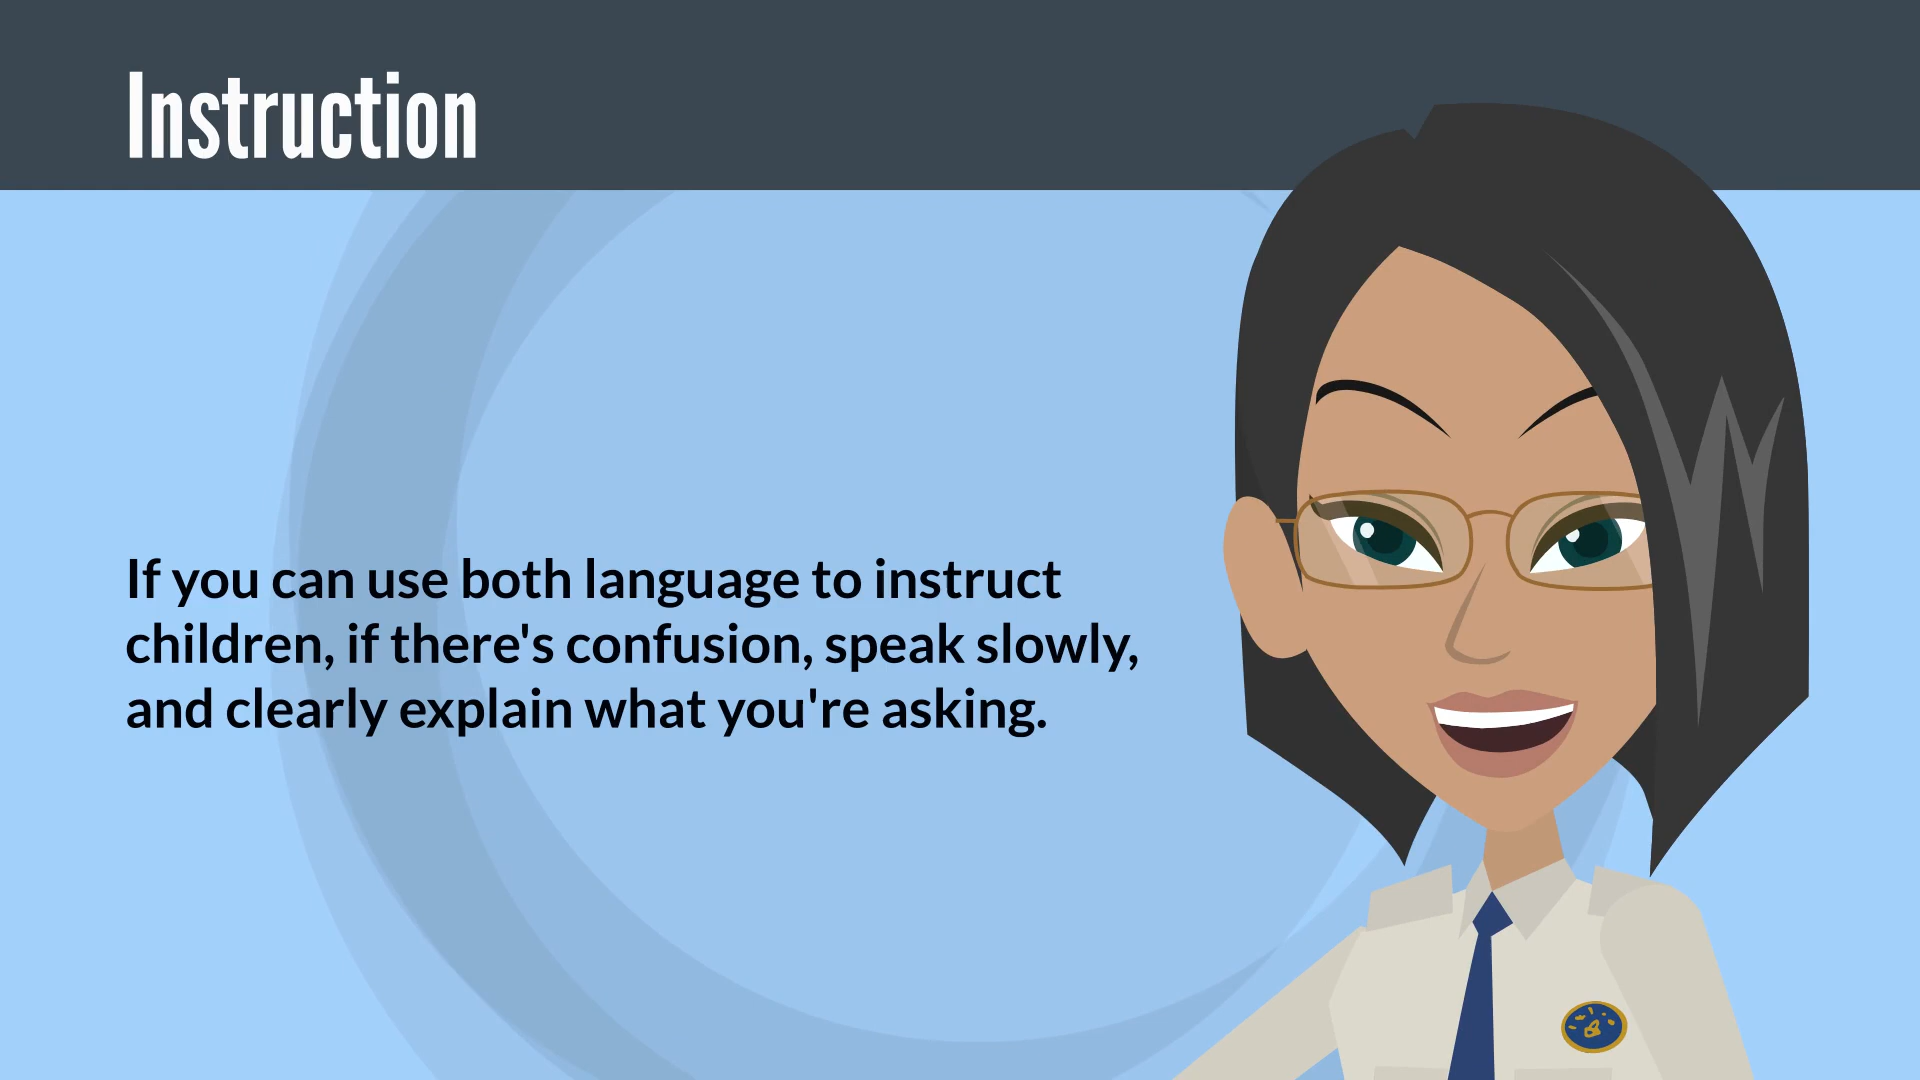 Instruction
If you can use both language to instruct
children, if there's confusion, speak slowly,
and clearly explain what you're asking.